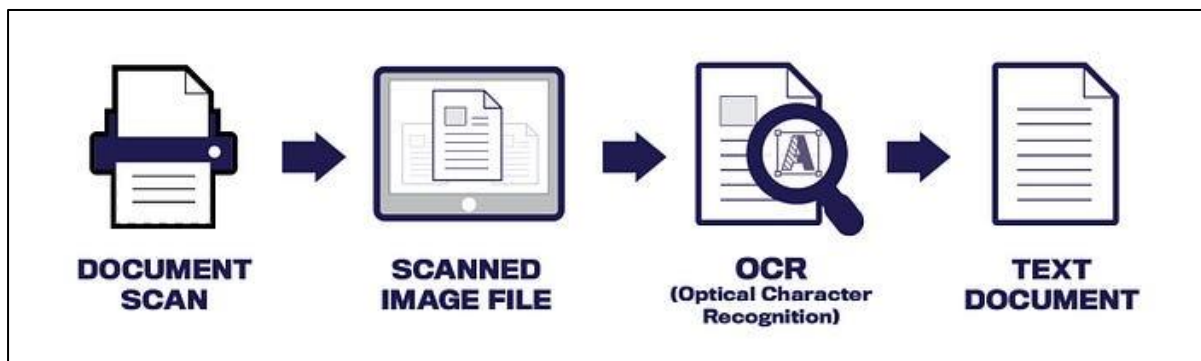 DOCUMENT
SCAN
SCANNED
IMAGE FILE
OCR
(Optical Character
Recognition)
A
TEXT
DOCUMENT